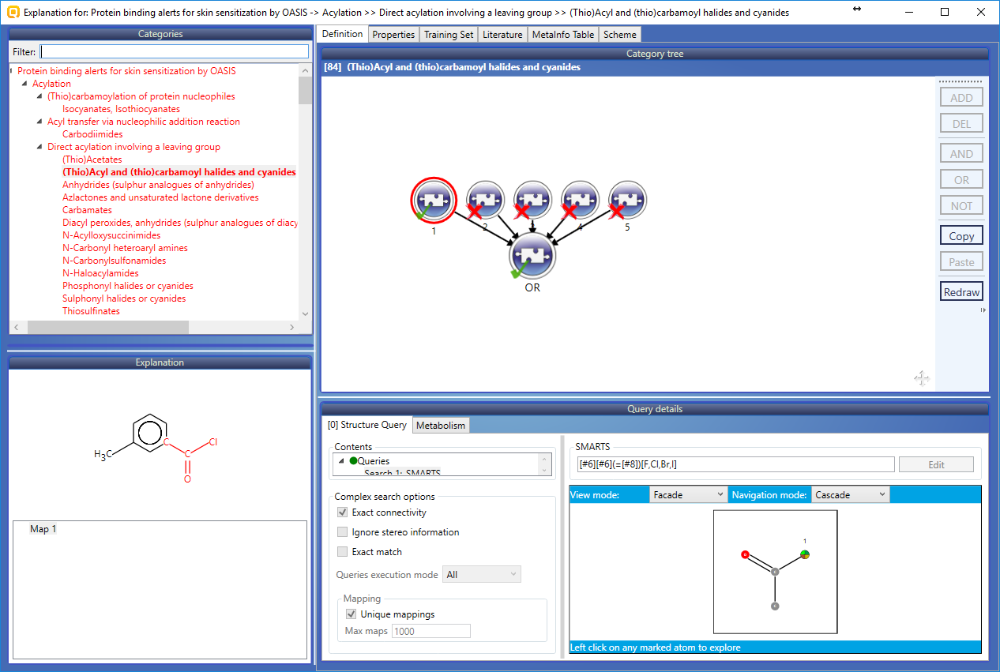 Explanation for: Protein binding alerts for skin sensitization by OASIS -> Acylation >> Direct acylation involving a leaving group >> (Thio)Acyl and (thio)carbamoyl halides and cyanides
Categories
Filter:
Protein binding alerts for skin sensitization by OASIS
Acylation
(Thio)carbamoylation of protein nucleophiles
Isocyanates, Isothiocyanates
Acyl transfer via nucleophilic addition reaction
Carbodiimides
Direct acylation involving a leaving group
(Thio)Acetates
(Thio)Acyl and (thio)carbamoyl halides and cyanides
Anhydrides (sulphur analogues of anhydrides)
Azlactones and unsaturated lactone derivatives
Carbamates
Diacyl peroxides, anhydrides (sulphur analogues of diacy
N-Acyloxysuccinimides
N-Carbonyl heteroaryl amines
N-Carbonylsulfonamides
N-Haloacylamides
Phosphonyl halides or cyanides
Sulphonyl halides or cyanides
Thiosulfinates
Explanation
H3C
C
C
Cl
O
Map 1
Definition Properties Training Set Literature MetaInfo Table Scheme
Category tree
[84] (Thio)Acyl and (thio)carbamoyl halides and cyanides
1 2 3 4 5
OR
ADD
DEL
AND
OR
NOT
Copy
Paste
Redraw
Query details
[0] Structure Query Metabolism
Contents
Queries
Search 1: SMARTS
Complex search options
Exact connectivity
Ignore stereo information
Exact match
Queries execution mode All
Mapping
Unique mappings
Max maps 1000
SMARTS
[#6][#6](=[#8])[F,Cl,Br,I] Edit
View mode: Facade Navigation mode: Cascade
1
Left click on any marked atom to explore